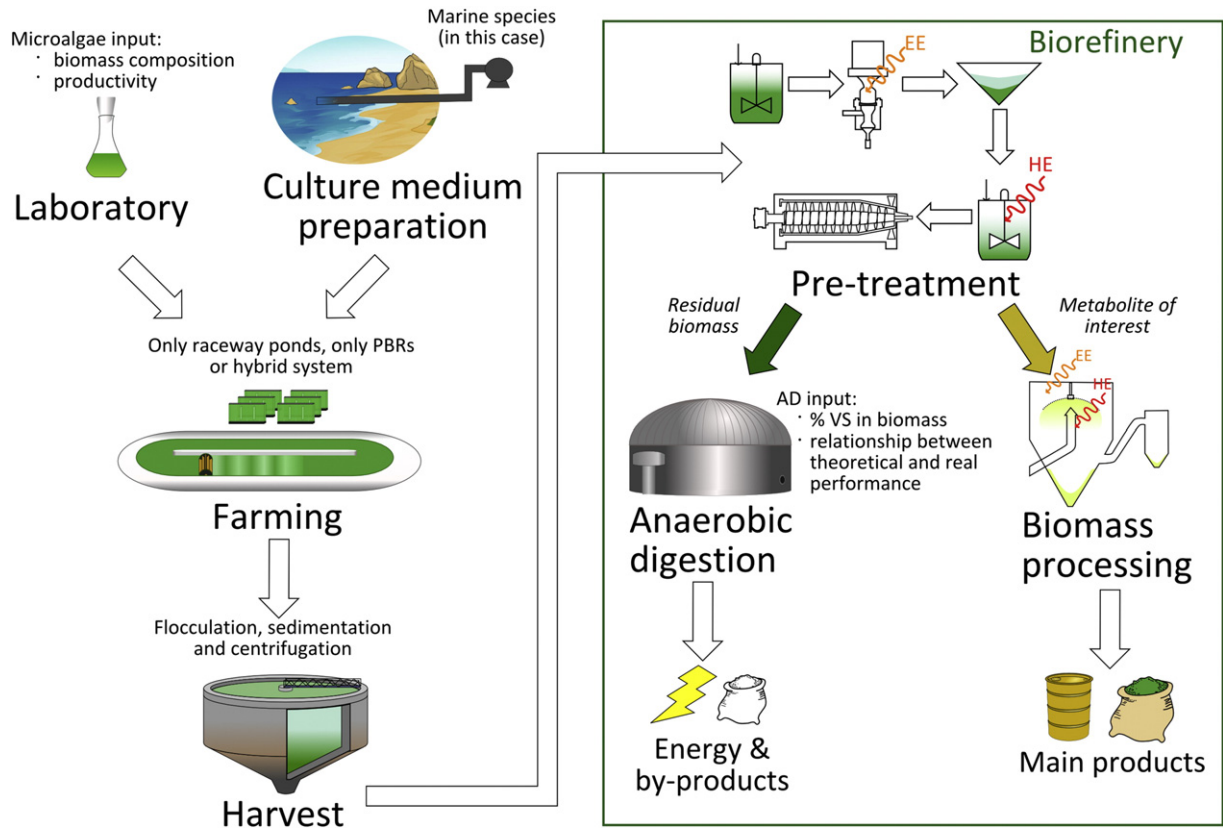 Microalgae input:
· biomass composition
· productivity
Laboratory
Marine species
(in this case)
Culture medium
preparation
Only raceway ponds, only PBRs
or hybrid system
Farming
Flocculation, sedimentation
and centrifugation
Harvest
Biorefinery
EE
HE
Pre-treatment
Residual
biomass
Metabolite of
interest
AD input:
· % VS in biomass
· relationship between
theoretical and real
performance
Anaerobic
digestion
EE
HE
Biomass
processing
Energy &
by-products
Main products